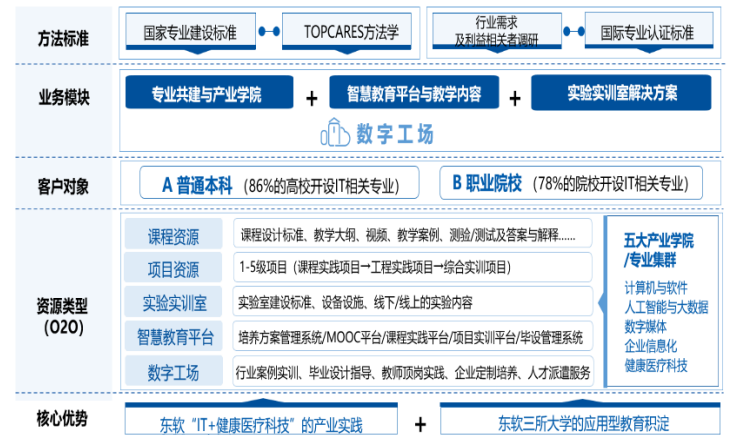 方法标准
国家专业建设标准
TOPCARES方法学
行业需求
及利益相关者调研
国际专业认证标准
业务模块
专业共建与产业学院
+
智慧教育平台与教学内容
+
实验实训室解决方案
数字工场
客户对象
A 普通本科 (86%的高校开设IT相关专业)
B 职业院校 (78%的院校开设IT相关专业)
资源类型
(O2O)
课程资源
课程设计标准、教学大纲、视频、教学案例、测验/测试及答案与解释......
项目资源
1-5级项目 (课程实践项目→工程实践项目→综合实训项目)
实验实训室
实验室建设标准、设备设施、线下/线上的实验内容
智慧教育平台
培养方案管理系统/MOOC平台/课程实践平台/项目实训平台/毕设管理系统
数字工场
行业案例实训、毕业设计指导、教师顶岗实践、企业定制培养、人才派遣服务
五大产业学院
/专业集群
计算机与软件
人工智能与大数据
数字媒体
企业信息化
健康医疗科技
核心优势
东软“IT+健康医疗科技”的产业实践
+
东软三所大学的应用型教育积淀